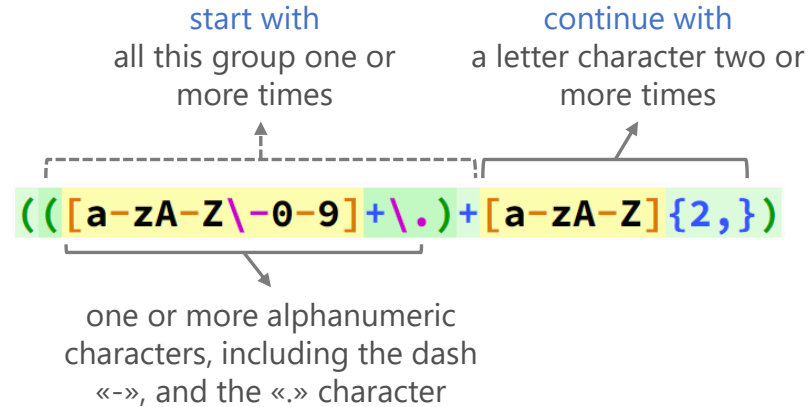 start with
all this group one or
more times
continue with
a letter character two or
more times
(([a-zA-Z\-0-9]+\.)+[a-zA-Z]{2,})
one or more alphanumeric
characters, including the dash
«-», and the «.» character